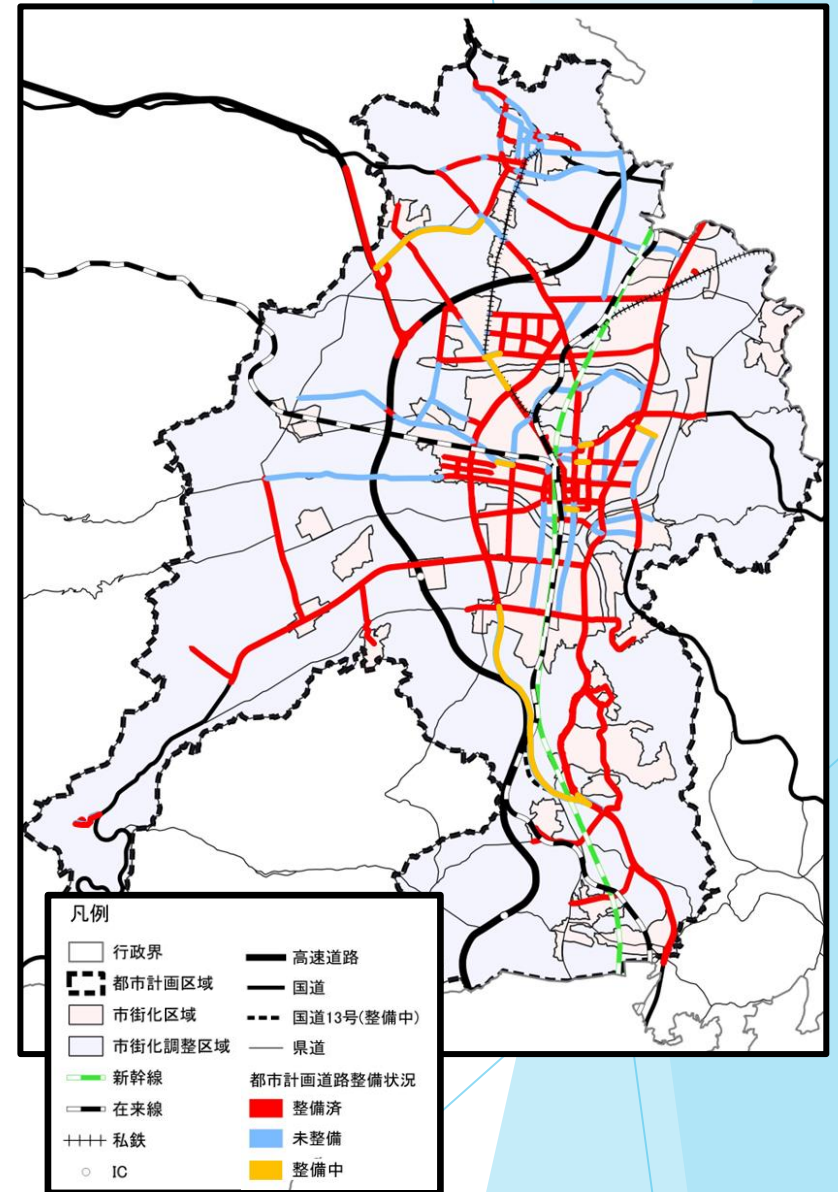 凡例
行政界
都市計画区域
市街化区域
市街化調整区域
新幹線
在来線
私鉄
IC
高速道路
国道
国道13号(整備中)
県道
都市計画道路整備状況
整備済
未整備
整備中